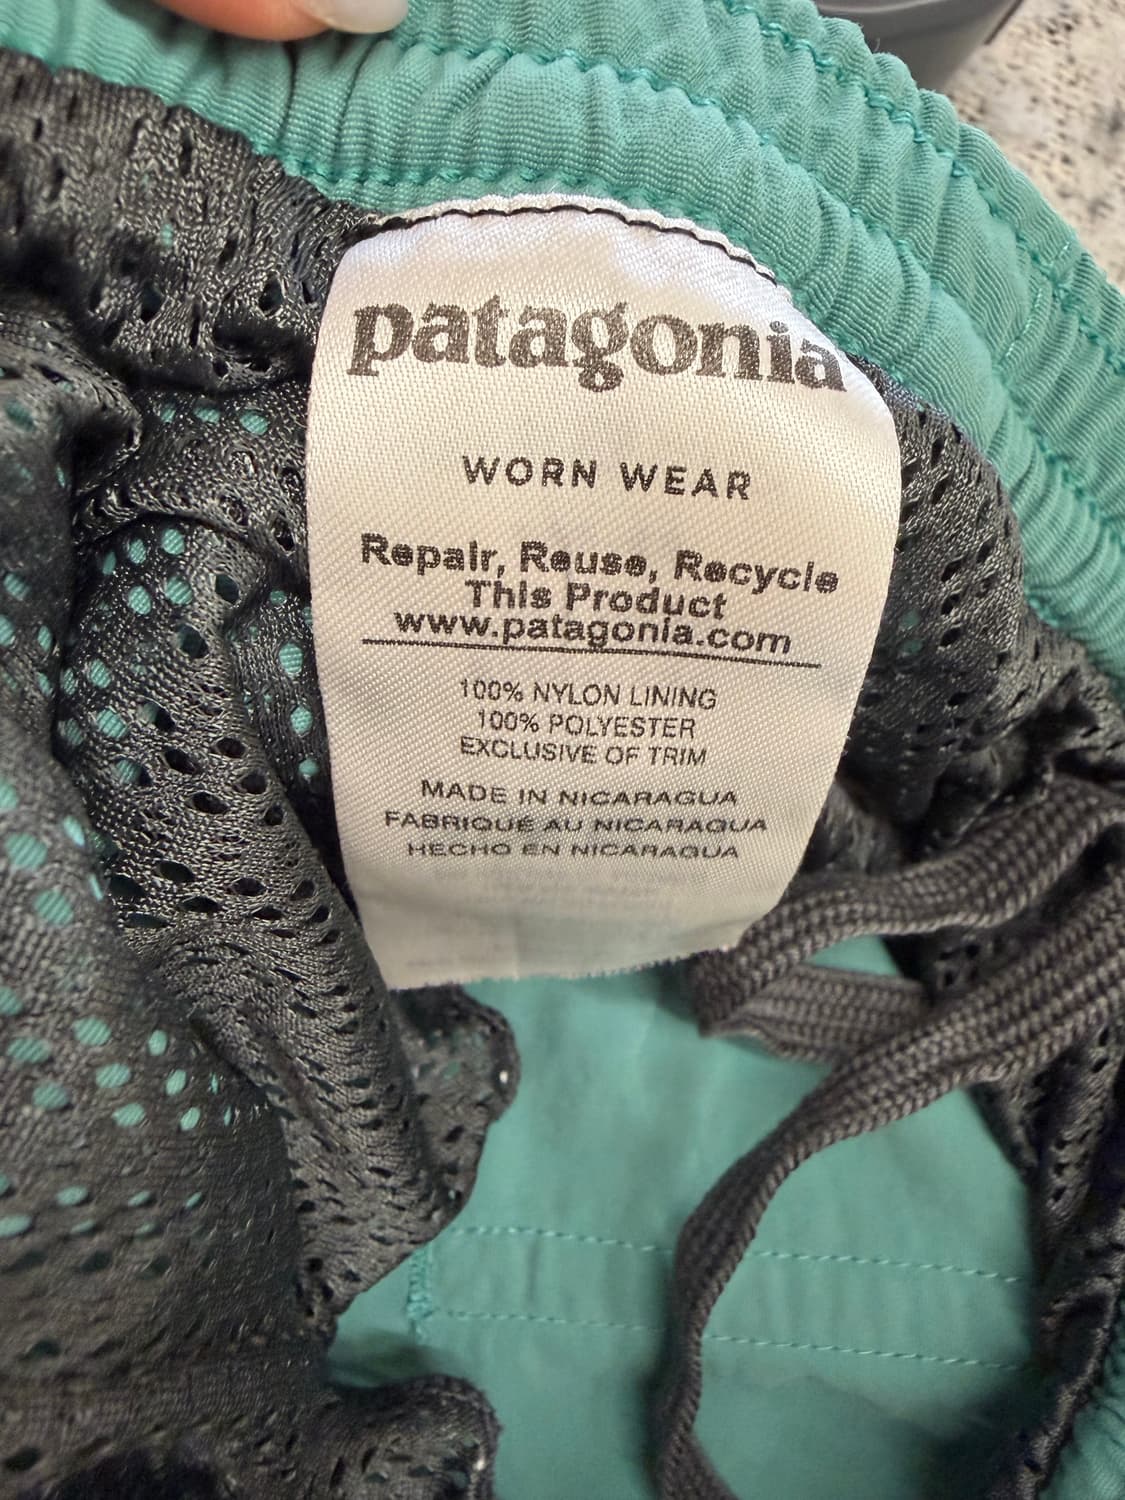 patagonia
WORN WEAR
Repair, Reuse, Recycle
This Product
www.patagonia.com
100% NYLON LINING
100% POLYESTER
EXCLUSIVE OF TRIM
MADE IN NICARAGUA
FABRIQUÉ AU NICARAGUA
HECHO EN NICARAGUA